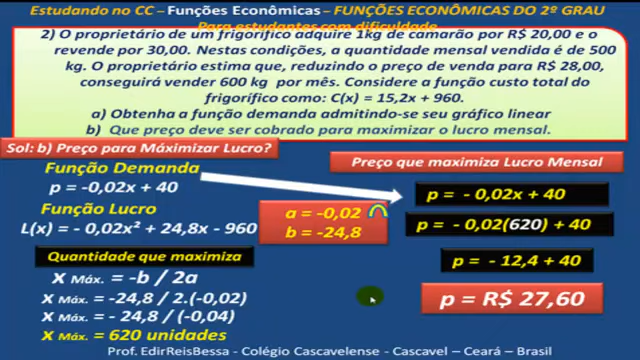 Estudando no CC – Funções Econômicas – FUNÇÕES ECONÔMICAS DO 2º GRAU
Para estudantes com dificuldade
2) O proprietário de um frigorífico adquire 1kg de camarão por R$ 20,00 e o
revende por 30,00. Nestas condições, a quantidade mensal vendida é de 500
kg. O proprietário estima que, reduzindo o preço de venda para R$ 28,00,
conseguirá vender 600 kg por mês. Considere a função custo total do
frigorífico como: C(x) = 15,2x + 960.
a) Obtenha a função demanda admitindo-se seu gráfico linear
b) Que preço deve ser cobrado para maximizar o lucro mensal.
Sol: b) Preço para Máximizar Lucro?
Função Demanda
p = -0,02x + 40
Função Lucro
L(x) = - 0,02x² + 24,8x - 960
Quantidade que maximiza
x Máx. = -b / 2a
x Máx. = -24,8 / 2.(-0,02)
x Máx. = - 24,8 / (-0,04)
x Máx. = 620 unidades
a = -0,02
b = -24,8
Preço que maximiza Lucro Mensal
p = - 0,02x + 40
p = - 0,02(620) + 40
p = -12,4 + 40
p = R$ 27,60
Prof. EdirReisBessa - Colégio Cascavelense - Cascavel – Ceará – Brasil